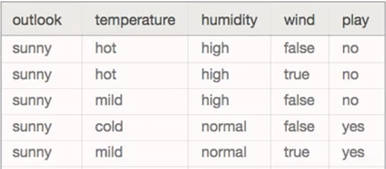 outlook temperature humidity wind play
sunny hot high false no
sunny hot high true no
sunny mild high false no
sunny cold normal false yes
sunny mild normal true yes